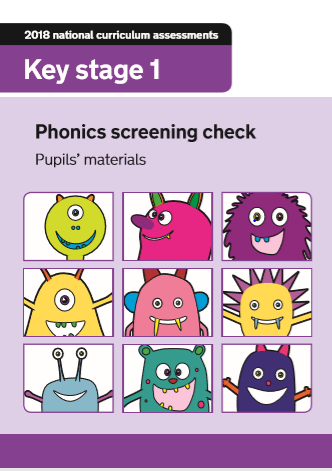 2018 national curriculum assessments
Key stage 1
Phonics screening check
Pupils’ materials